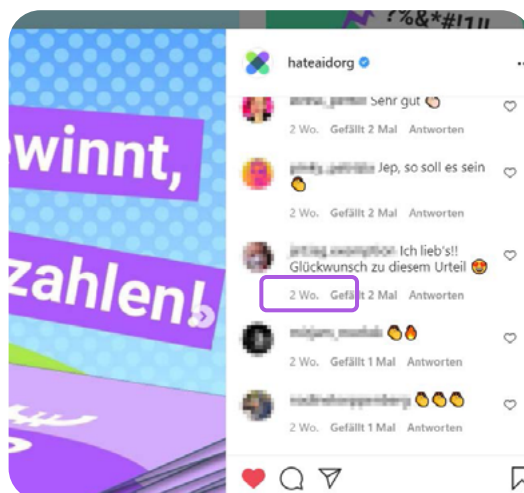 ?%&*#!1!!
winnt,
zahlen!
hateaidorg
Sehr gut
2 Wo. Gefällt 2 Mal Antworten
Jep, so soll es sein
2 Wo. Gefällt 2 Mal Antworten
Ich lieb's!!
Glückwunsch zu diesem Urteil
2 Wo. Gefällt 2 Mal Antworten
2 Wo. Gefällt 1 Mal Antworten
2 Wo. Gefällt 1 Mal Antworten